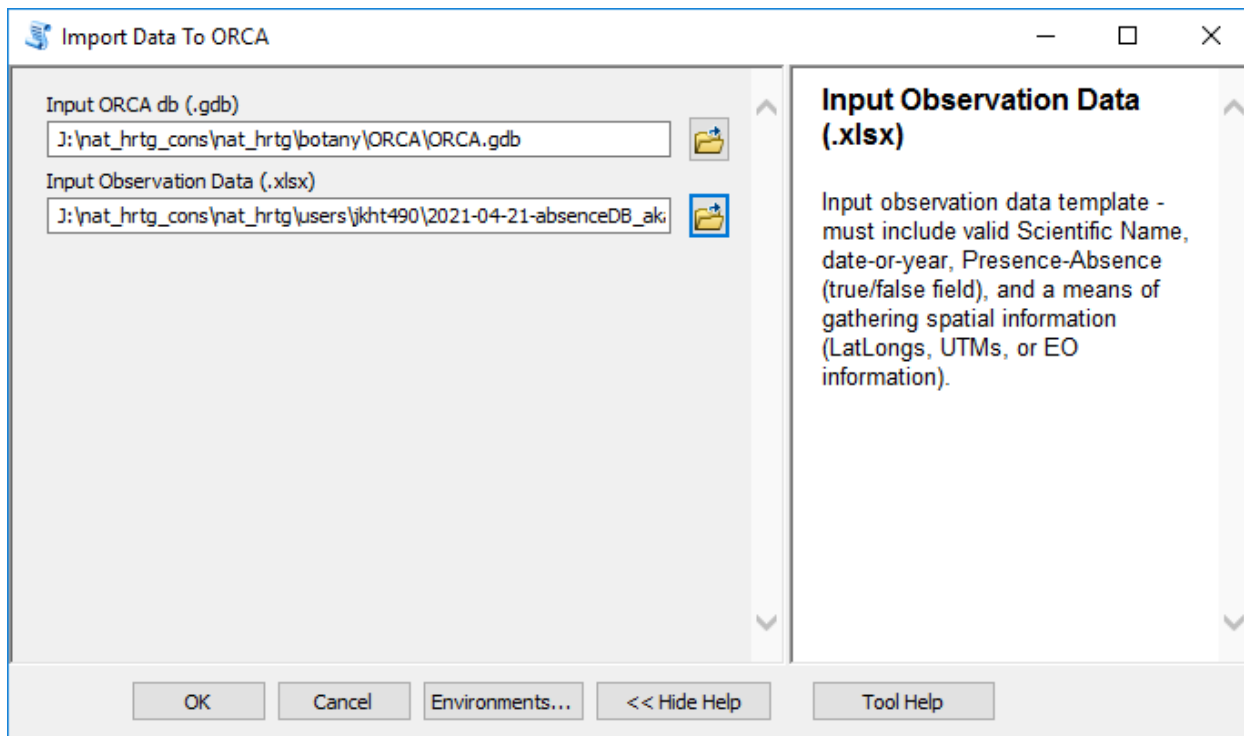 Import Data To ORCA
Input ORCA db (.gdb)
J:\nat_hrtg_cons\nat_hrtg\botany\ORCA\ORCA.gdb
Input Observation Data (.xlsx)
J:\nat_hrtg_cons\nat_hrtg\users\jkht490\2021-04-21-absenceDB_aka
Input Observation Data
(.xlsx)
Input observation data template -
must include valid Scientific Name,
date-or-year, Presence-Absence
(true/false field), and a means of
gathering spatial information
(LatLongs, UTMs, or EO
information).
OK
Cancel
Environments...
<< Hide Help
Tool Help